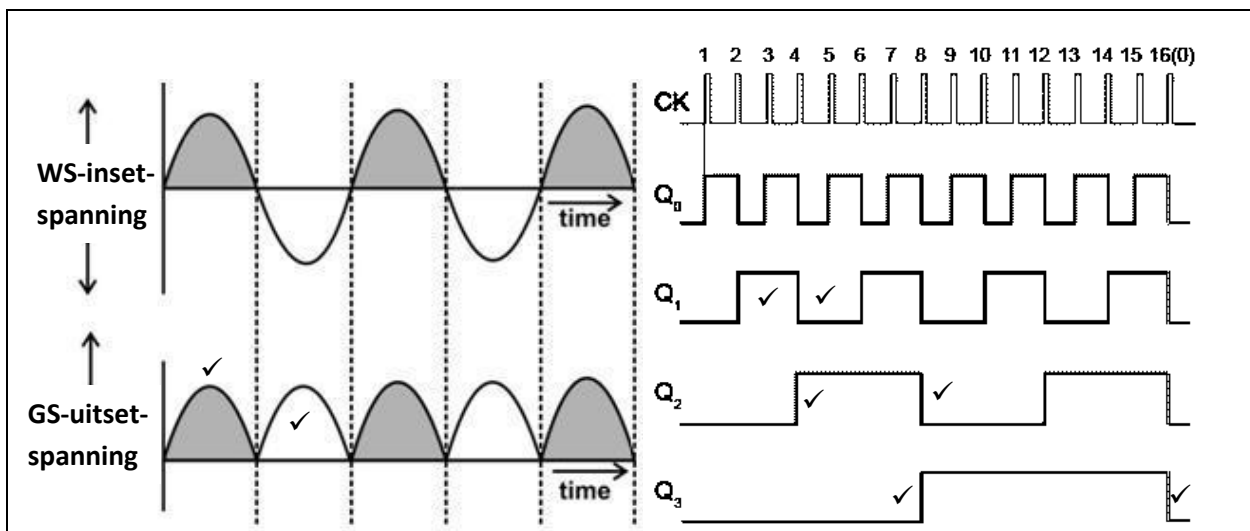 WS-inset-
spanning
time
GS-uitset-
spanning
time
1 2 3 4 5 6 7 8 9 10 11 12 13 14 15 16(0)
CK
Q0
Q1
Q2
Q3